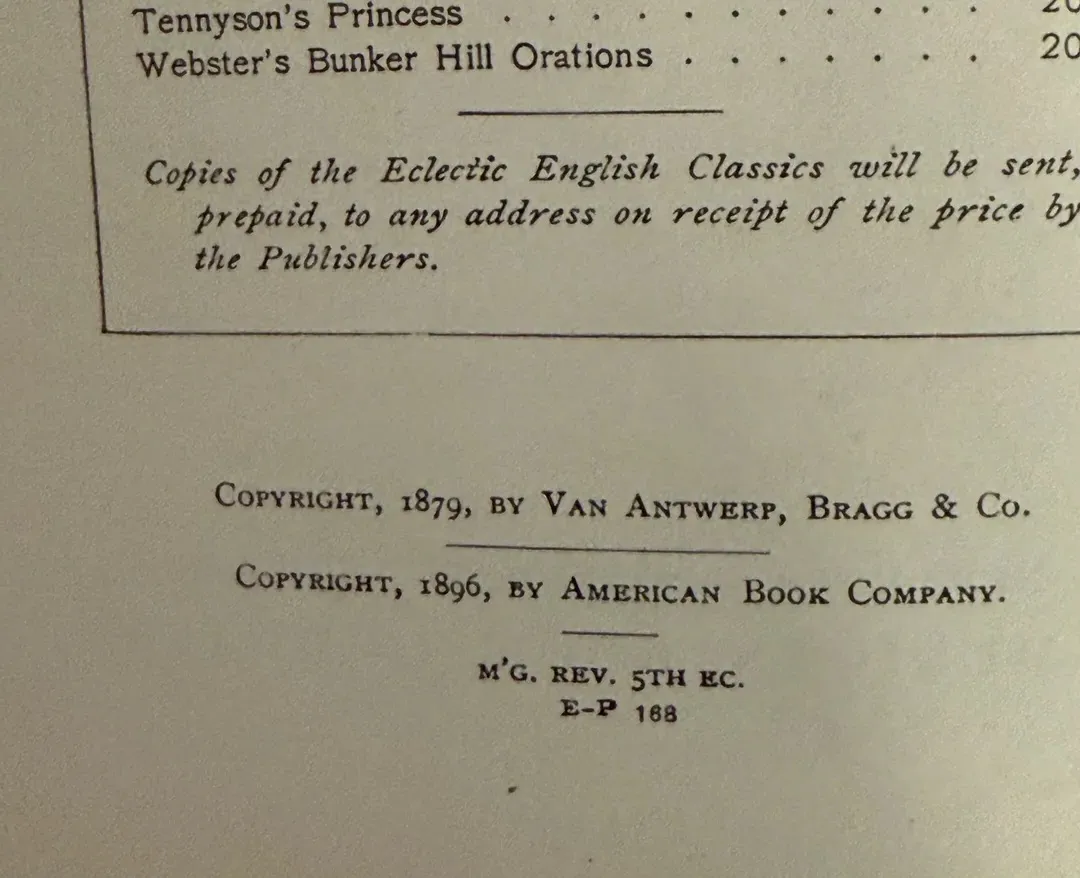 Tennyson's Princess . . . . . . . . . . . 20
Webster's Bunker Hill Orations . . . . . . . 20
Copies of the Eclectic English Classics will be sent,
prepaid, to any address on receipt of the price by
the Publishers.
Copyright, 1879, by Van Antwerp, Bragg & Co.
Copyright, 1896, by American Book Company.
M'G. REV. 5TH EC.
E-P 168